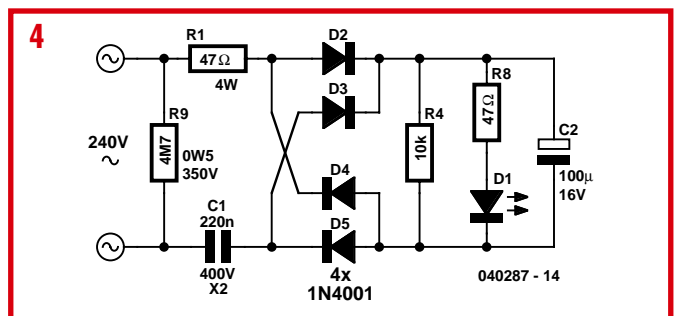 4
R1
47Ω
4W
D2
D3
R9
4M7
0W5
350V
240V
~
C1
220n
400V
X2
D4
D5
4x
1N4001
R4
10k
R8
47Ω
D1
C2
100µ
16V
040287 - 14